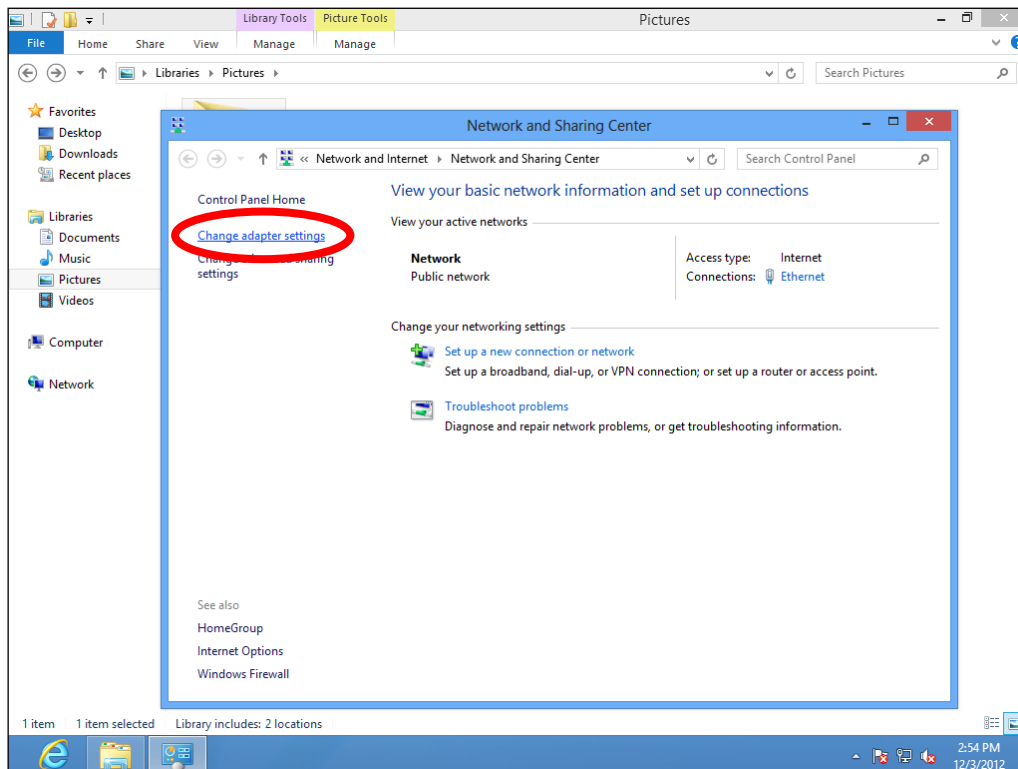 Library Tools Picture Tools Pictures
File Home Share View Manage Manage
Libraries Pictures Search Pictures
Favorites
Desktop
Downloads
Recent places
Libraries
Documents
Music
Pictures
Videos
Computer
Network
Network and Sharing Center
« Network and Internet Network and Sharing Center Search Control Panel
Control Panel Home
Change adapter settings
sharing
settings
View your basic network information and set up connections
View your active networks
Network
Public network
Access type: Internet
Connections: Ethernet
Change your networking settings
Set up a new connection or network
Set up a broadband, dial-up, or VPN connection; or set up a router or access point.
Troubleshoot problems
Diagnose and repair network problems, or get troubleshooting information.
See also
HomeGroup
Internet Options
Windows Firewall
1 item 1 item selected Library includes: 2 locations
2:54 PM
12/3/2012